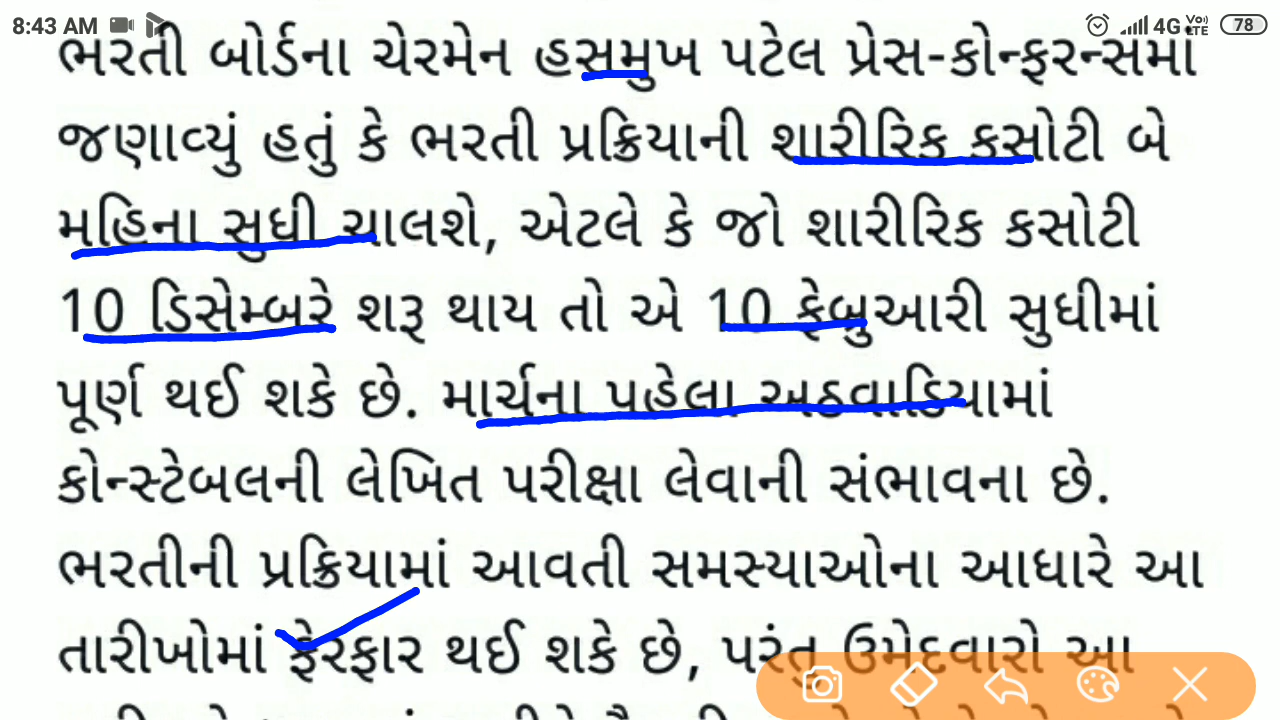 8:43 AM 4G Vo) LTE 78
ભરતી બોર્ડના ચેરમેન હસમુખ પટેલ પ્રેસ-કોન્ફરન્સમાં
જણાવ્યું હતું કે ભરતી પ્રક્રિયાની શારીરિક કસોટી બે
મહિના સુધી ચાલશે, એટલે કે જો શારીરિક કસોટી
10 ડિસેમ્બરે શરૂ થાય તો એ 10 ફેબ્રુઆરી સુધીમાં
પૂર્ણ થઈ શકે છે. માર્ચના પહેલા અઠવાડિયામાં
કોન્સ્ટેબલની લેખિત પરીક્ષા લેવાની સંભાવના છે.
ભરતીની પ્રક્રિયામાં આવતી સમસ્યાઓના આધારે આ
તારીખોમાં ફેરફાર થઈ શકે છે, પરંતુ ઉમેદવારો આ